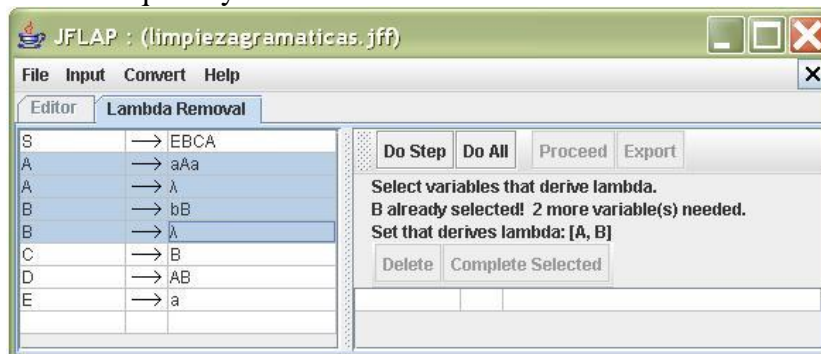 JFLAP : (limpiezagramaticas.jff)
File Input Convert Help
Editor Lambda Removal
S → EBCA
A → aAa
A → λ
B → bB
B → λ
C → B
D → AB
E → a
Do Step Do All Proceed Export
Select variables that derive lambda.
B already selected! 2 more variable(s) needed.
Set that derives lambda: [A, B]
Delete Complete Selected